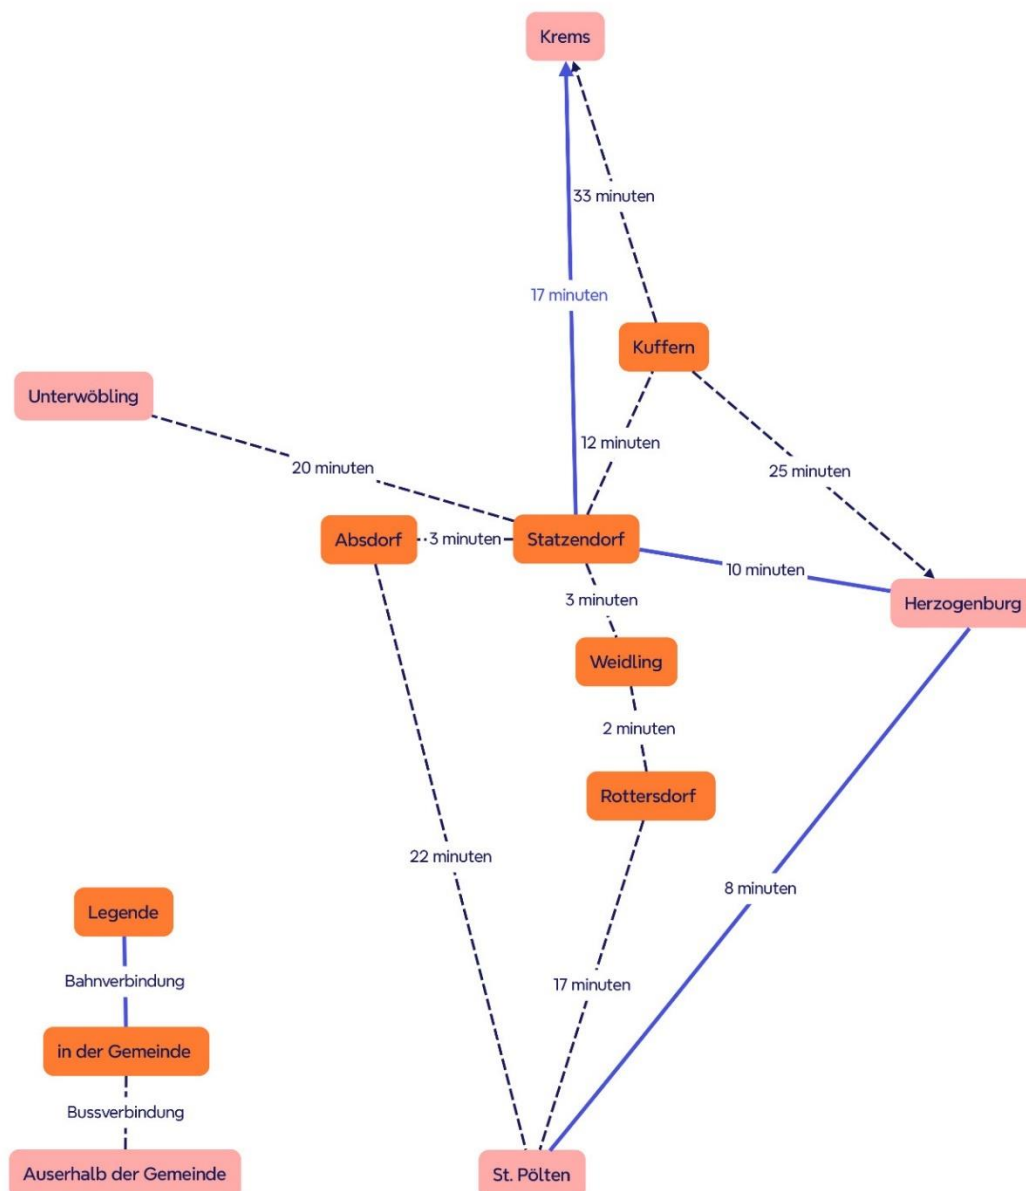 Krems
33 minuten
17 minuten
Kuffern
Unterwöbling
12 minuten
20 minuten
25 minuten
Absdorf
3 minuten
Statzendorf
10 minuten
Herzogenburg
3 minuten
Weidling
2 minuten
Rottersdorf
22 minuten
8 minuten
Legende
Bahnverbindung
17 minuten
in der Gemeinde
Bussverbindung
Auserhalb der Gemeinde
St. Pölten